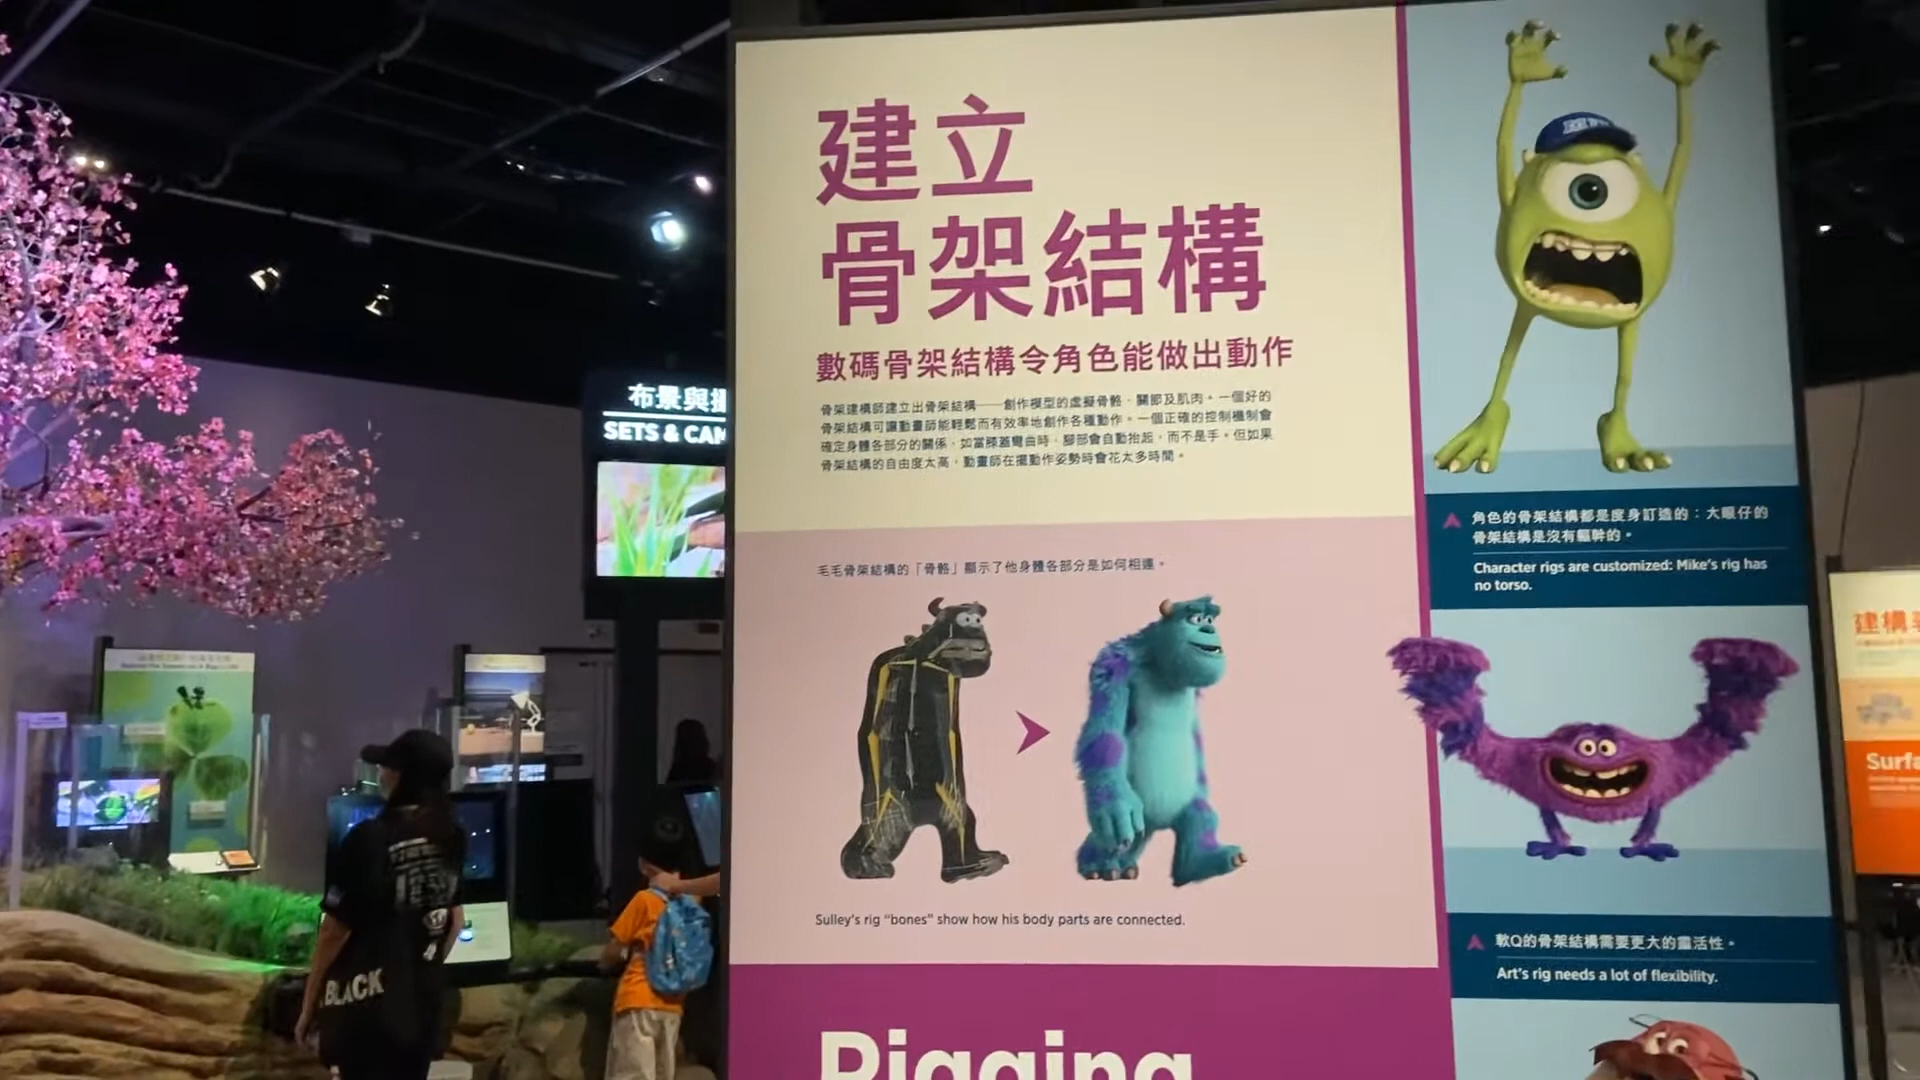 建立
骨架結構
數碼骨架結構令角色能做出動作
骨架建構師建立出骨架結構——創作模型的虛擬骨骼、關節及肌肉。一個好的
骨架結構可讓動畫師能輕鬆而有效率地創作各種動作。一個正確的控制機制會
確定身體各部分的關係，如當膝蓋彎曲時，腳部會自動抬起，而不是手。但如果
骨架結構的自由度太高，動畫師在擺動作姿勢時會花太多時間。
毛毛骨架結構的「骨骼」顯示了他身體各部分是如何相連。
Sulley's rig “bones” show how his body parts are connected.
Rigging
MU
角色的骨架結構都是度身訂造的：大眼仔的
骨架結構是沒有軀幹的。
Character rigs are customized: Mike's rig has
no torso.
軟Q的骨架結構需要更大的靈活性。
Art's rig needs a lot of flexibility.
布景與
SETS & CAM
BLACK
建構
Surfa